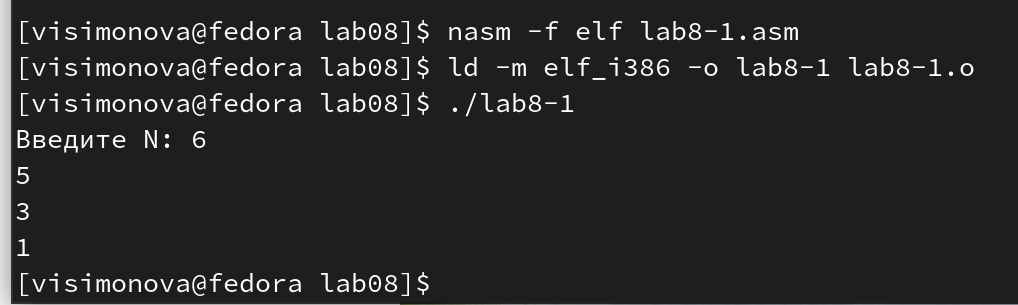 [visimonova@fedora lab08]$ nasm -f elf lab8-1.asm
[visimonova@fedora lab08]$ ld -m elf_i386 -o lab8-1 lab8-1.o
[visimonova@fedora lab08]$ ./lab8-1
Введите N: 6
5
3
1
[visimonova@fedora lab08]$